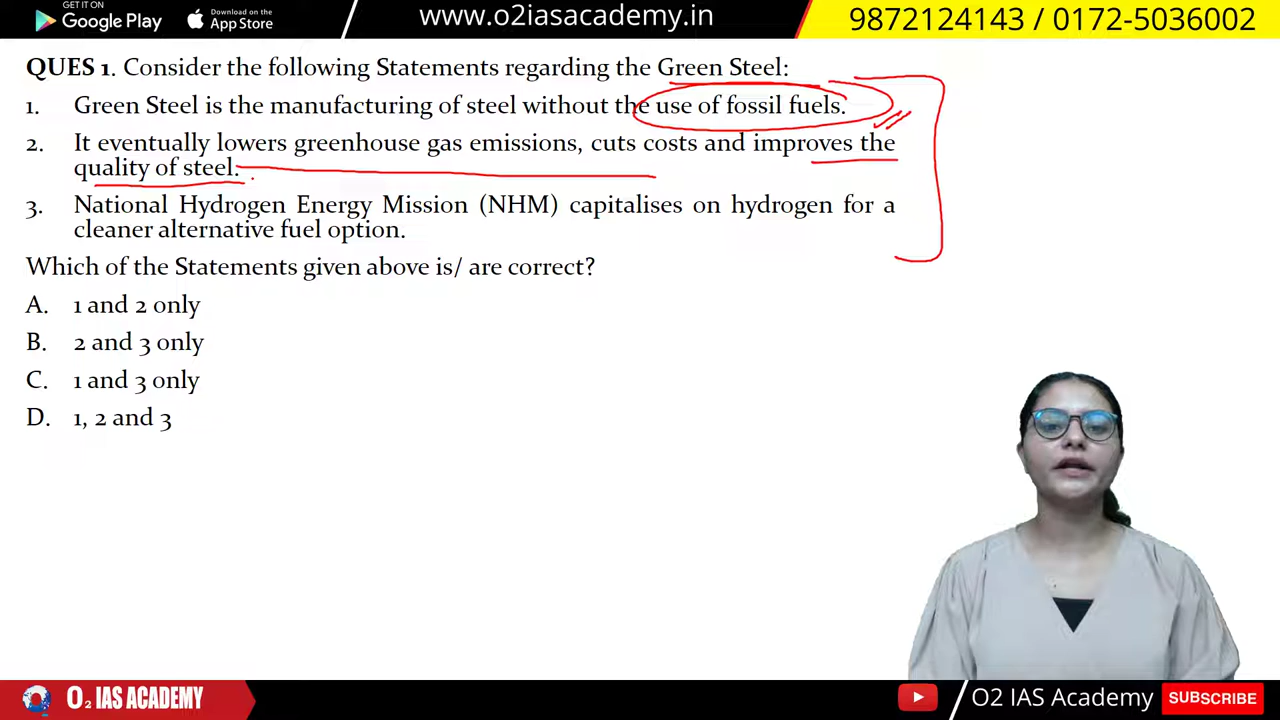 GET IT ON
Google Play
Download on the
App Store
www.o2iasacademy.in
9872124143 / 0172-5036002
QUES 1. Consider the following Statements regarding the Green Steel:
1. Green Steel is the manufacturing of steel without the use of fossil fuels.
2. It eventually lowers greenhouse gas emissions, cuts costs and improves the
quality of steel.
3. National Hydrogen Energy Mission (NHM) capitalises on hydrogen for a
cleaner alternative fuel option.
Which of the Statements given above is/ are correct?
A. 1 and 2 only
B. 2 and 3 only
C. 1 and 3 only
D. 1, 2 and 3
O2 IAS ACADEMY
O2 IAS Academy
SUBSCRIBE